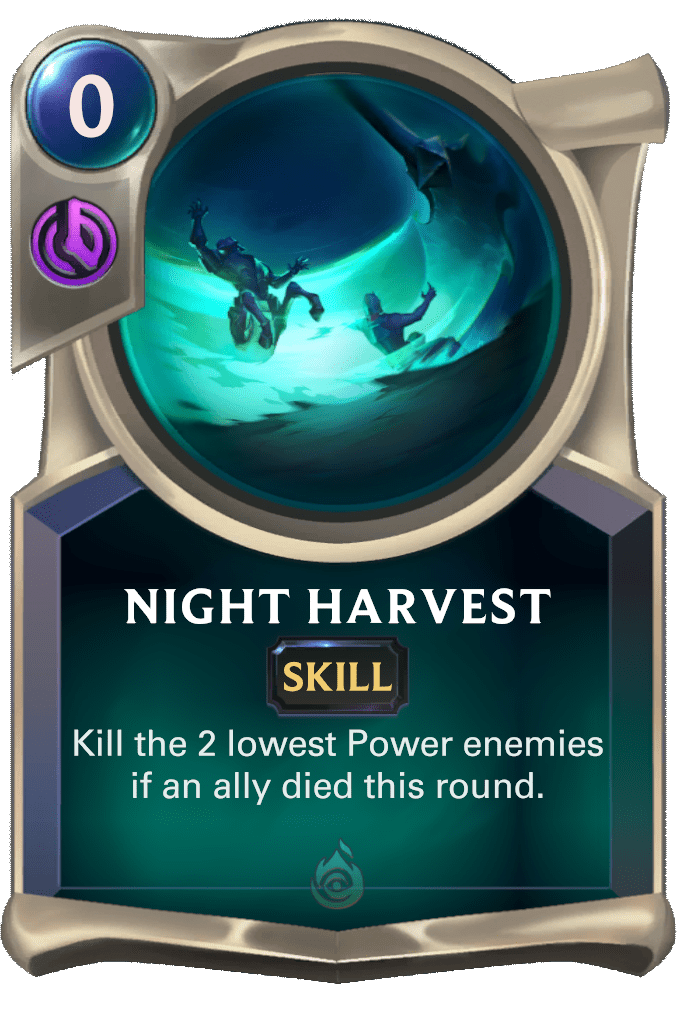 0
NIGHT HARVEST
SKILL
Kill the 2 lowest Power enemies
if an ally died this round.